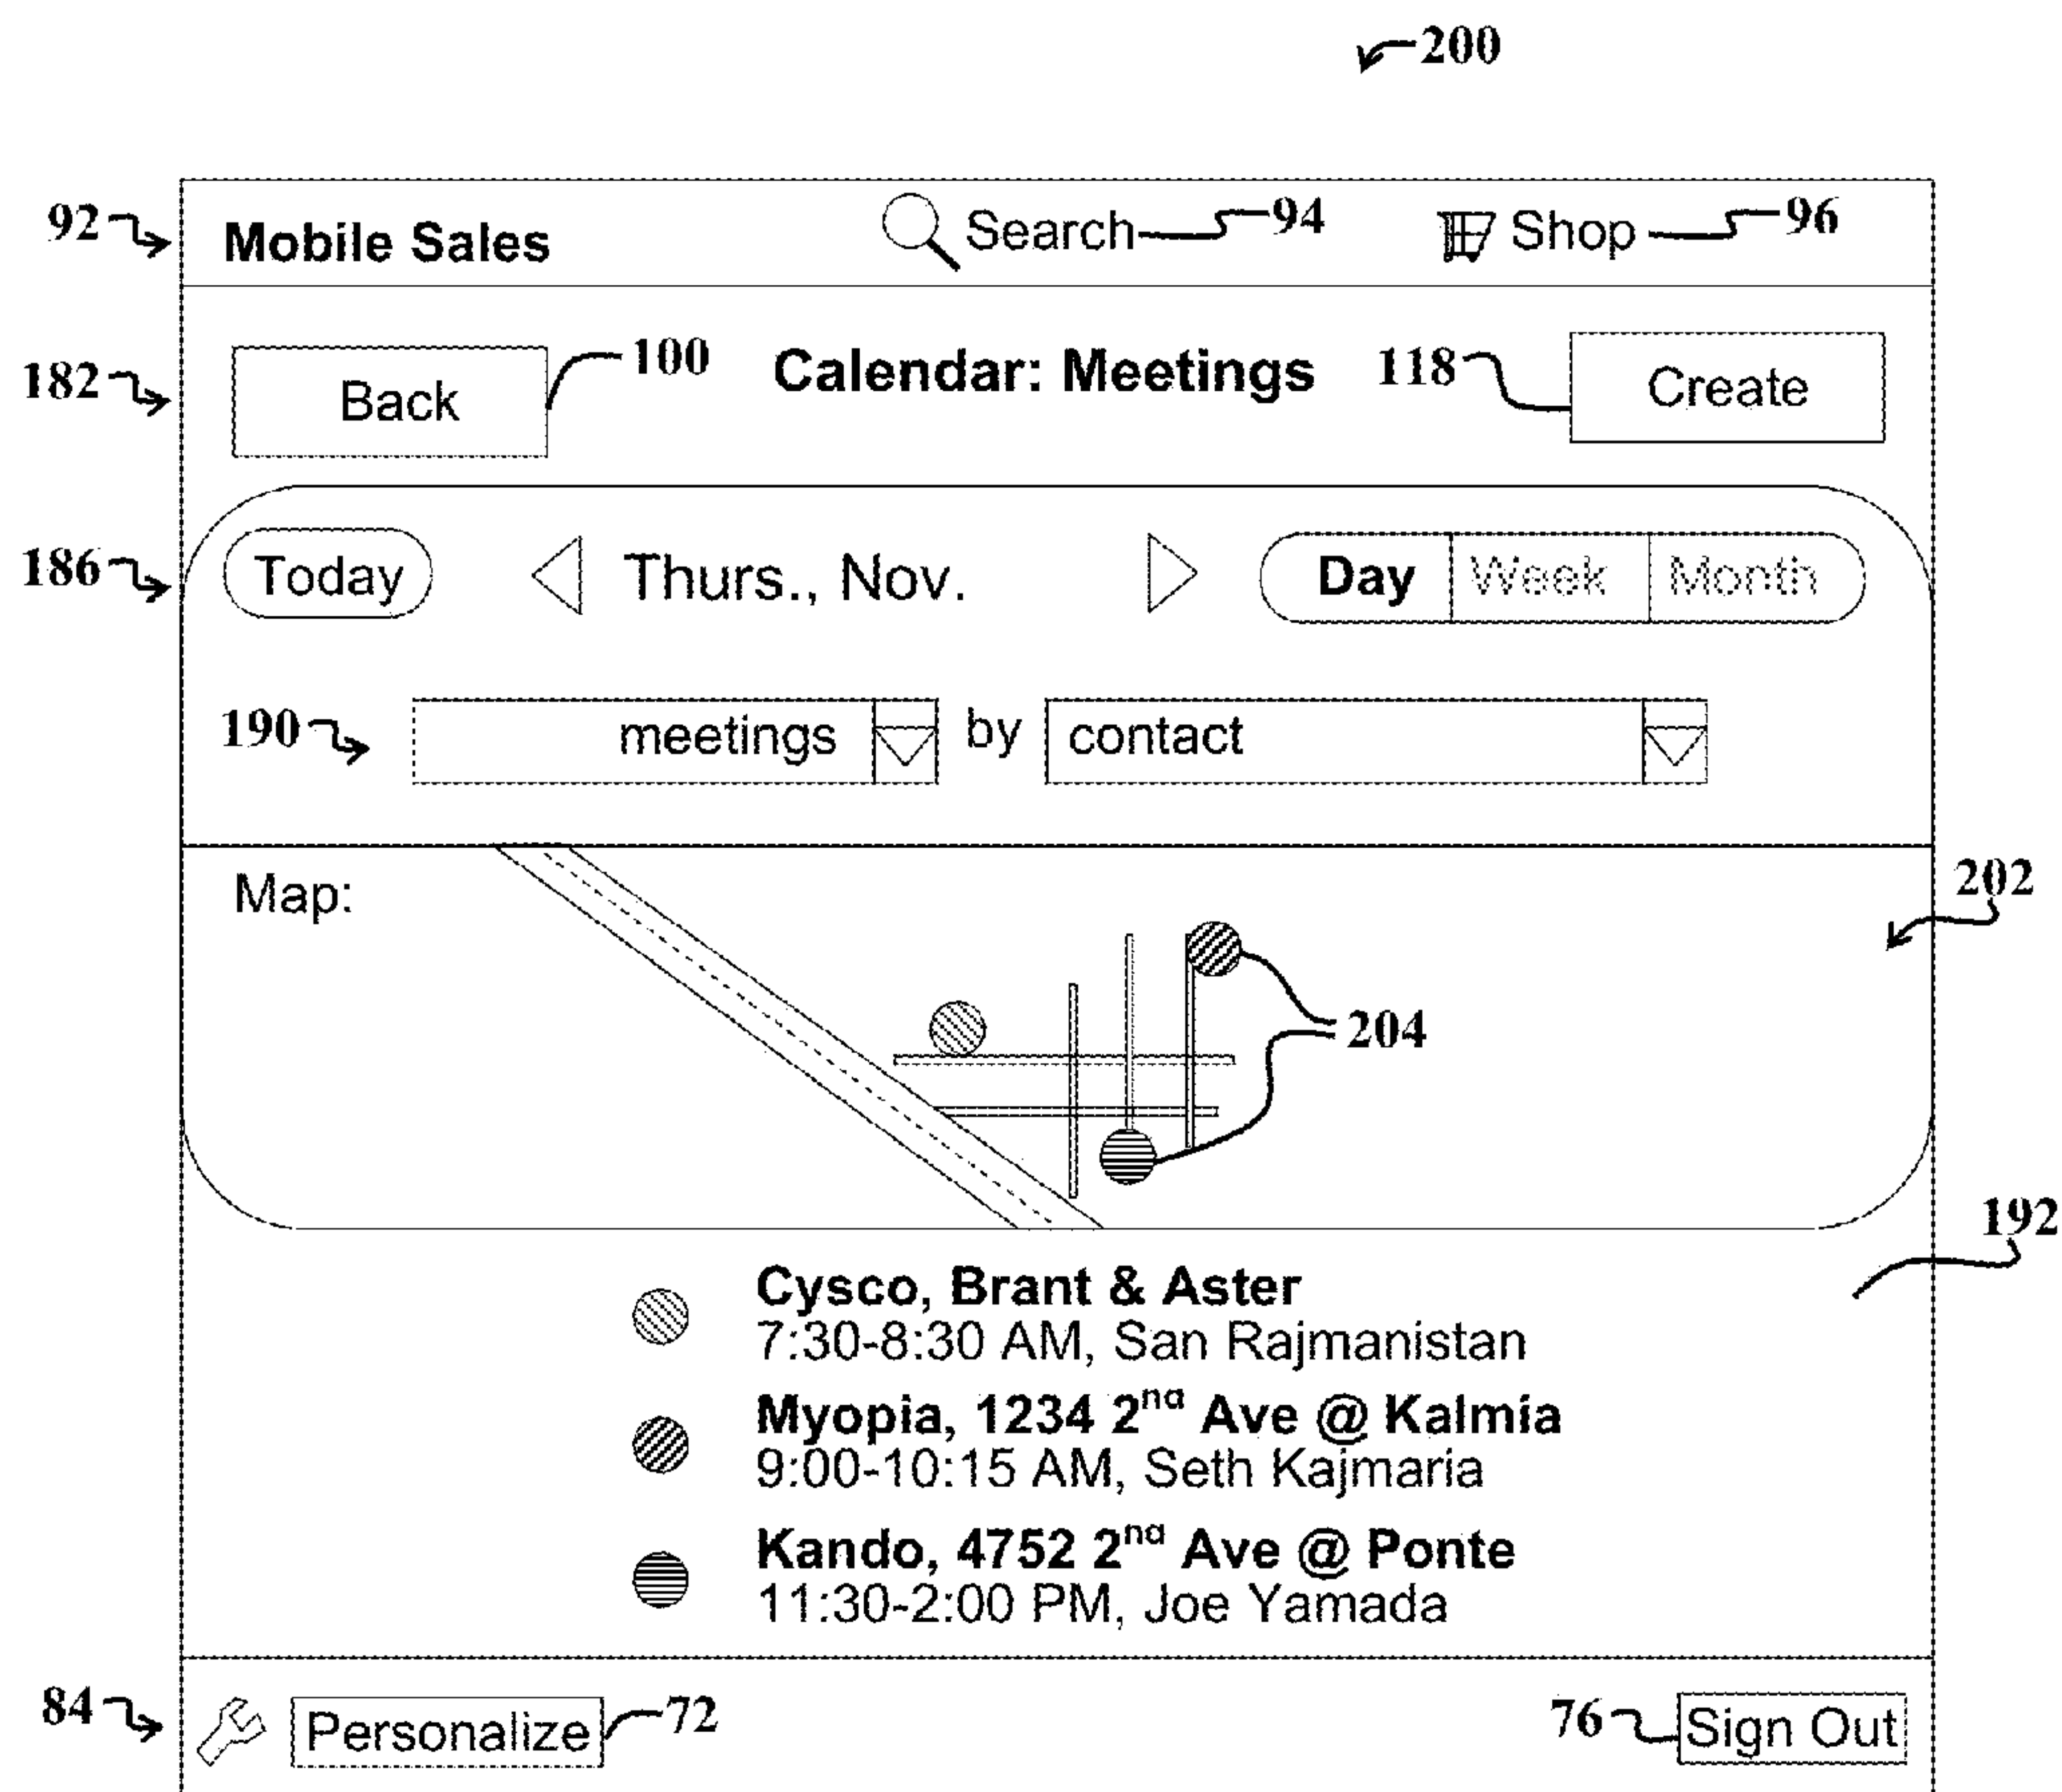 200
92 Mobile Sales Search 94 Shop 96
182 Back 100 Calendar: Meetings 118 Create
186 Today Thurs., Nov. Day Week Month
190 meetings by contact
Map: 202
204
192
Cysco, Brant & Aster
7:30-8:30 AM, San Rajmanistan
Myopia, 1234 2nd Ave @ Kalmia
9:00-10:15 AM, Seth Kajmaria
Kando, 4752 2nd Ave @ Ponte
11:30-2:00 PM, Joe Yamada
84 Personalize 72 76 Sign Out